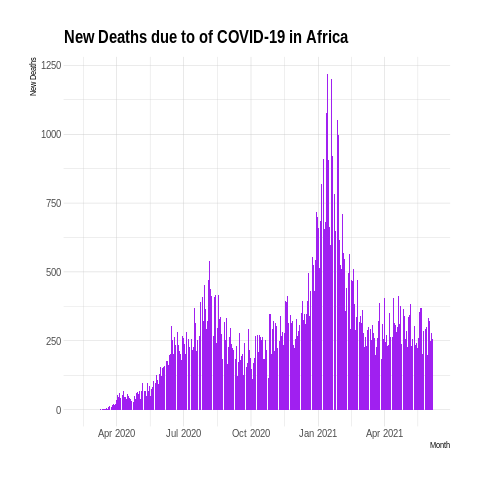 New Deaths due to of COVID-19 in Africa
New Deaths
1250
1000
750
500
250
0
Apr 2020 Jul 2020 Oct 2020 Jan 2021 Apr 2021
Month